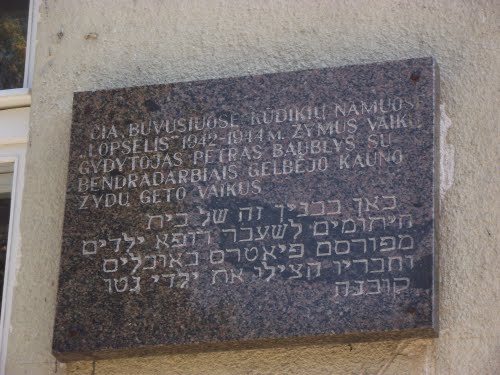 ČIA, BUVUSIUOSE KŪDIKIŲ NAMUOSE
"LOPŠELIS" 1942-1944 M. ŽYMUS VAIKŲ
GYDYTOJAS PETRAS BAUBLYS SU
BENDRADARBIAIS GELBĖJO KAUNO
ŽYDŲ GETO VAIKUS
כאן בבנין זה של בית
היתומים לשעבר רופא ילדים
מפורסם פיאטרס באובליס
וחבריו הצילו את ילדי גטו
קובנה